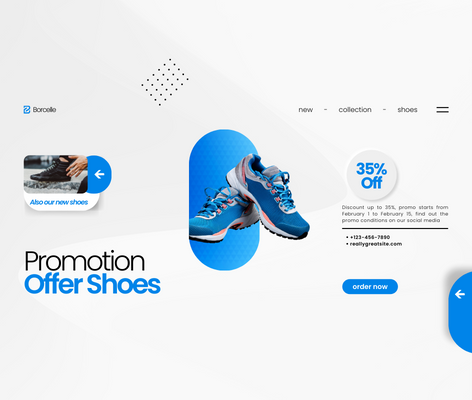 Borcelle
new - collection - shoes
Also our new shoes
35%
Off
Discount up to 35%, promo starts from
February 1 to February 15, find out the
promo conditions on our social media
• +123-456-7890
• reallygreatsite.com
Promotion
Offer Shoes
order now